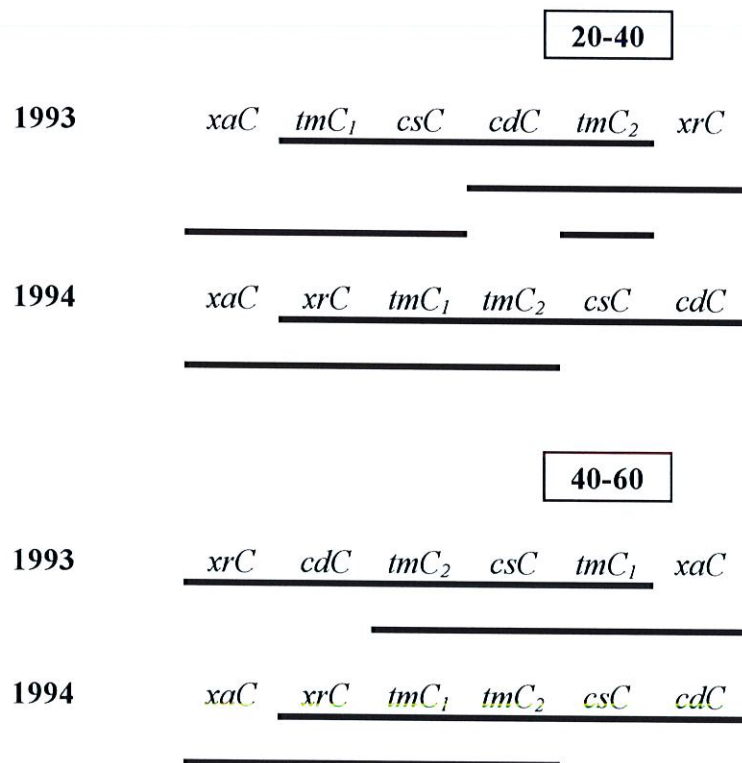 20-40
1993 xaC tmC₁ csC cdC tmC₂ xrC
1994 xaC xrC tmC₁ tmC₂ csC cdC
40-60
1993 xrC cdC tmC₂ csC tmC₁ xaC
1994 xaC xrC tmC₁ tmC₂ csC cdC